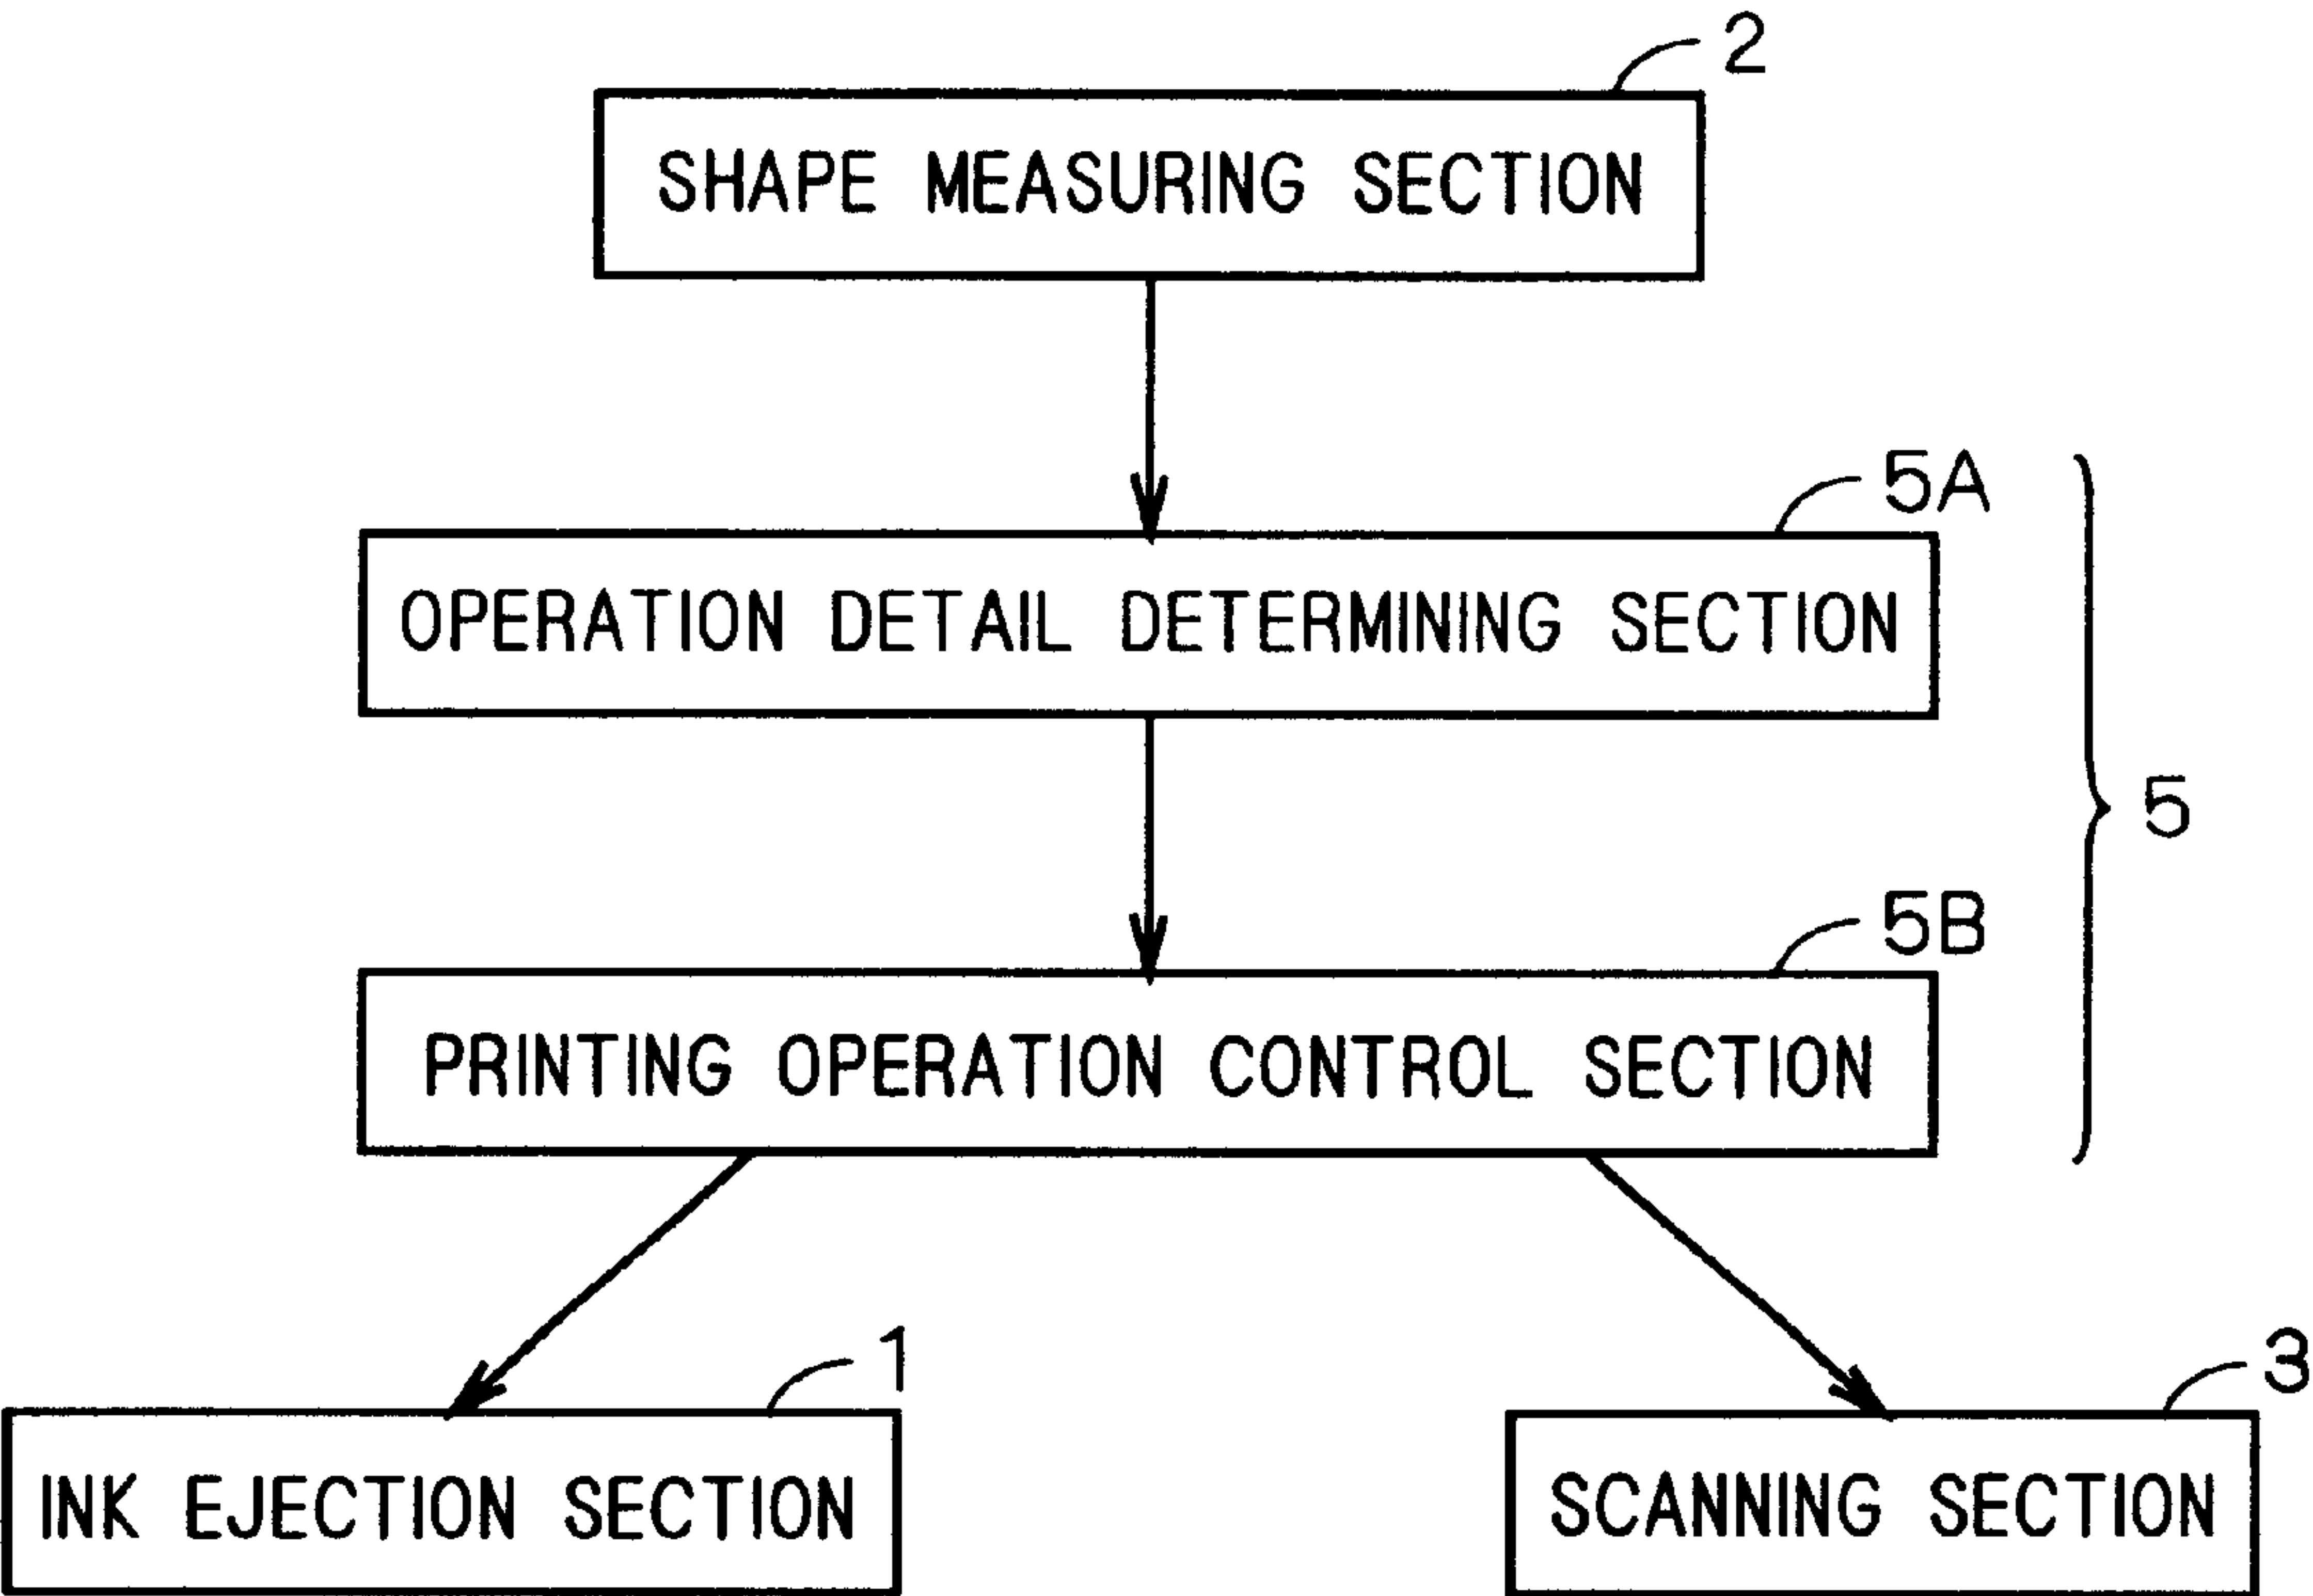 2
SHAPE MEASURING SECTION
5A
OPERATION DETAIL DETERMINING SECTION
5
5B
PRINTING OPERATION CONTROL SECTION
1
3
INK EJECTION SECTION
SCANNING SECTION